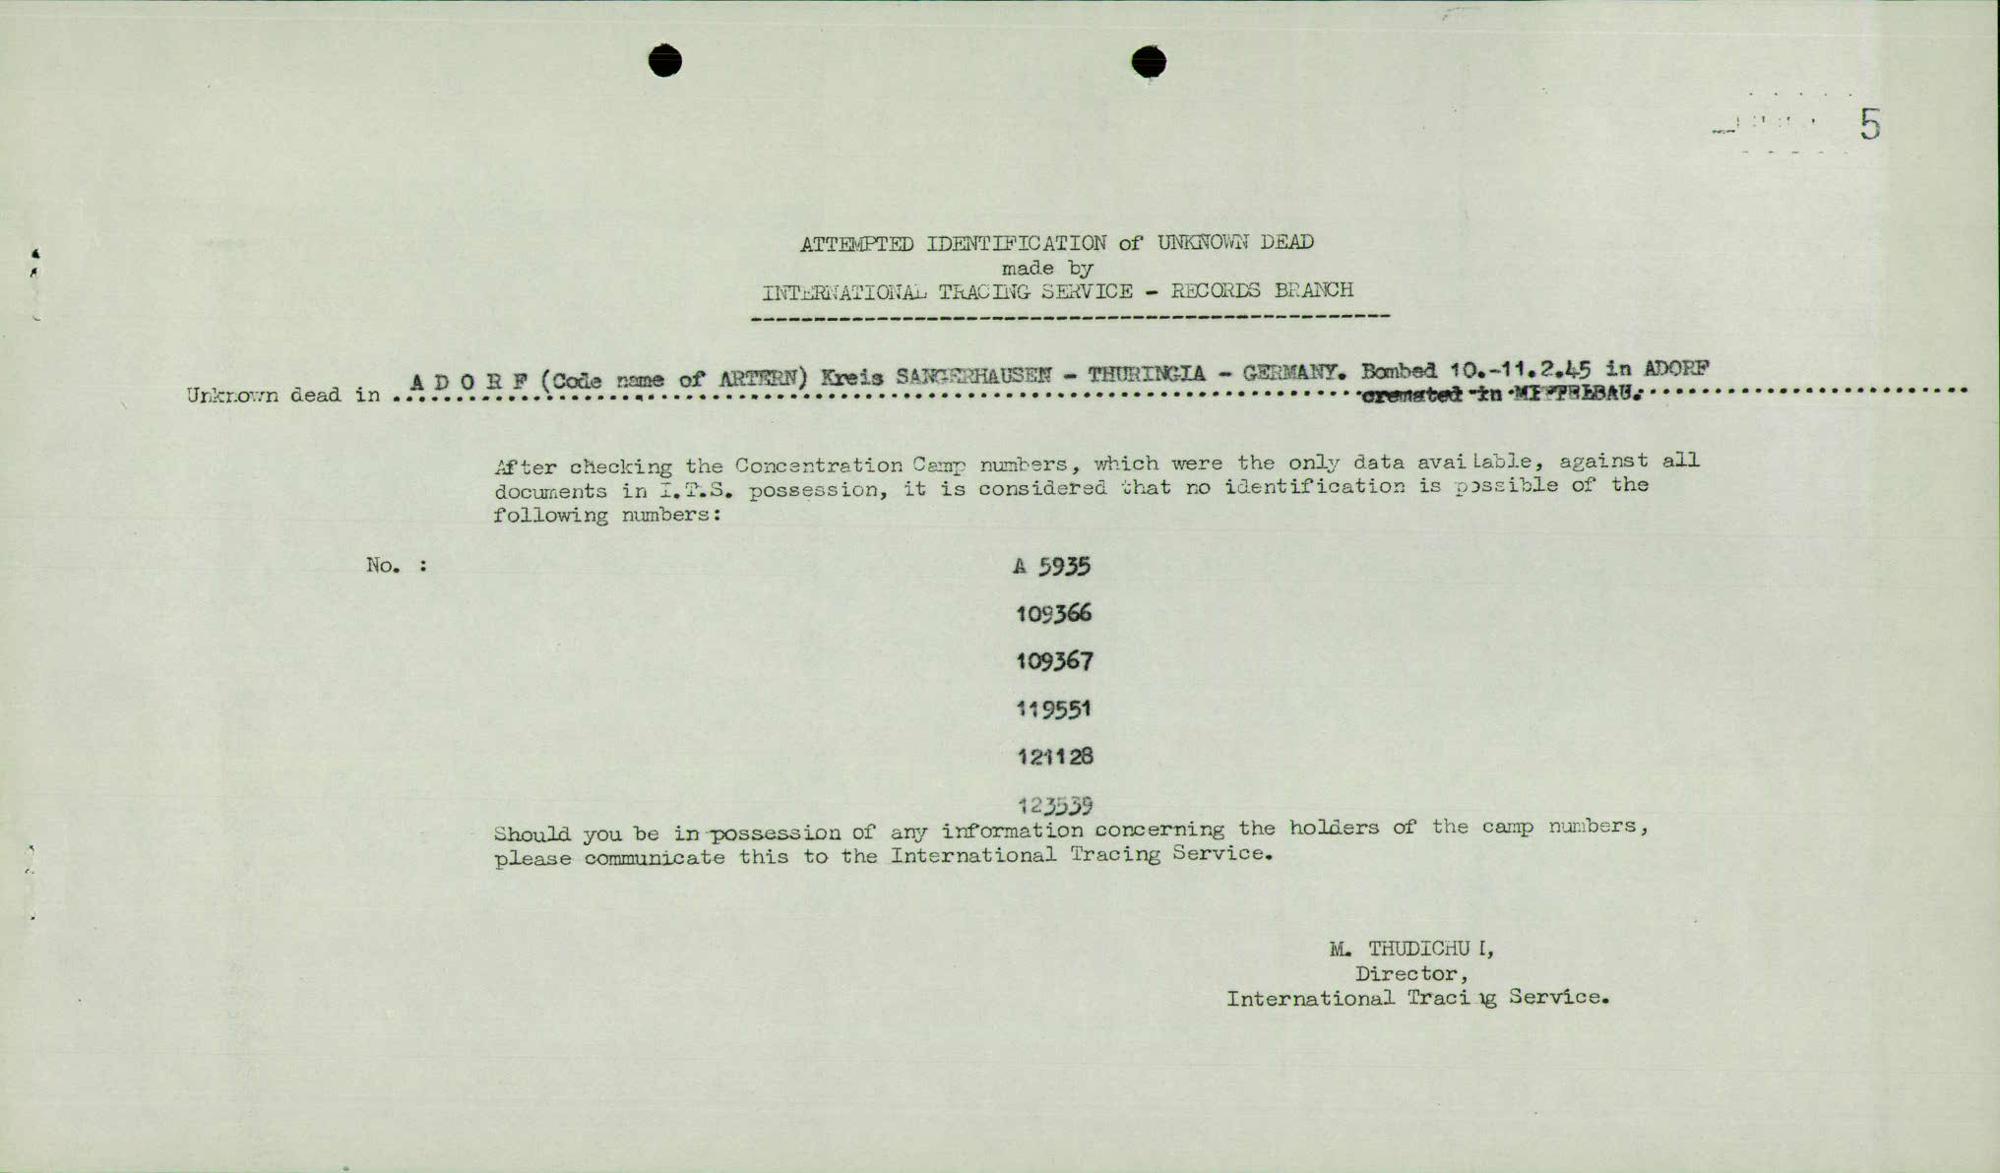 5
ATTEMPTED IDENTIFICATION of UNKNOWN DEAD
made by
INTERNATIONAL TRACING SERVICE - RECORDS BRANCH
Unknown dead in A D O R F (Code name of ARTERN) Kreis SANGERHAUSEN - THURINGIA - GERMANY. Bombed 10.-11.2.45 in ADORF
cremated in MITTELBAU.
After checking the Concentration Camp numbers, which were the only data available, against all
documents in I.T.S. possession, it is considered that no identification is possible of the
following numbers:
No. : A 5935
109366
109367
119551
121128
123539
Should you be in possession of any information concerning the holders of the camp numbers,
please communicate this to the International Tracing Service.
M. THUDICHUM,
Director,
International Tracing Service.